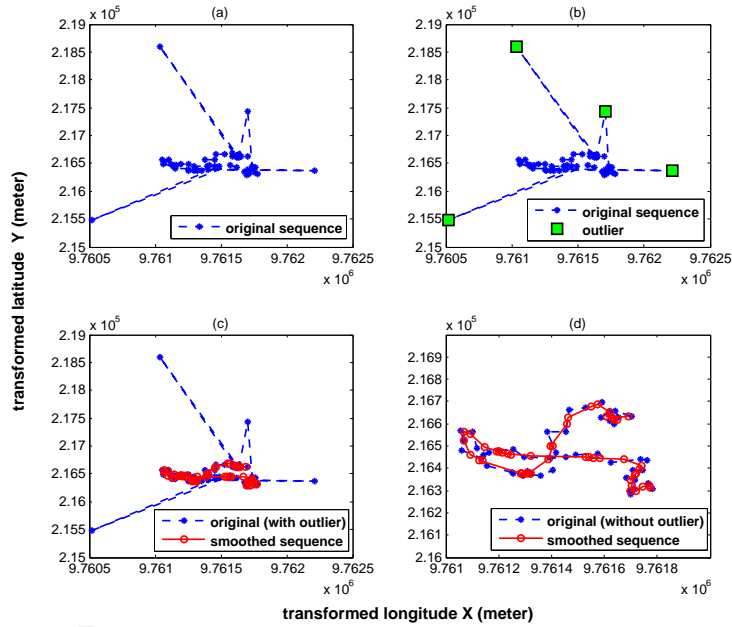 (a)
x 10^5
2.19
2.185
2.18
2.175
2.17
2.165
2.16
2.155
2.15
9.7605 9.761 9.7615 9.762 9.7625
x 10^6
original sequence
(b)
x 10^5
2.19
2.185
2.18
2.175
2.17
2.165
2.16
2.155
2.15
9.7605 9.761 9.7615 9.762 9.7625
x 10^6
original sequence
outlier
transformed latitude Y (meter)
(c)
x 10^5
2.19
2.185
2.18
2.175
2.17
2.165
2.16
2.155
2.15
9.7605 9.761 9.7615 9.762 9.7625
x 10^6
original (with outlier)
smoothed sequence
(d)
x 10^5
2.169
2.168
2.167
2.166
2.165
2.164
2.163
2.162
2.161
2.16
9.761 9.7612 9.7614 9.7616 9.7618
x 10^6
original (without outlier)
smoothed sequence
transformed longitude X (meter)